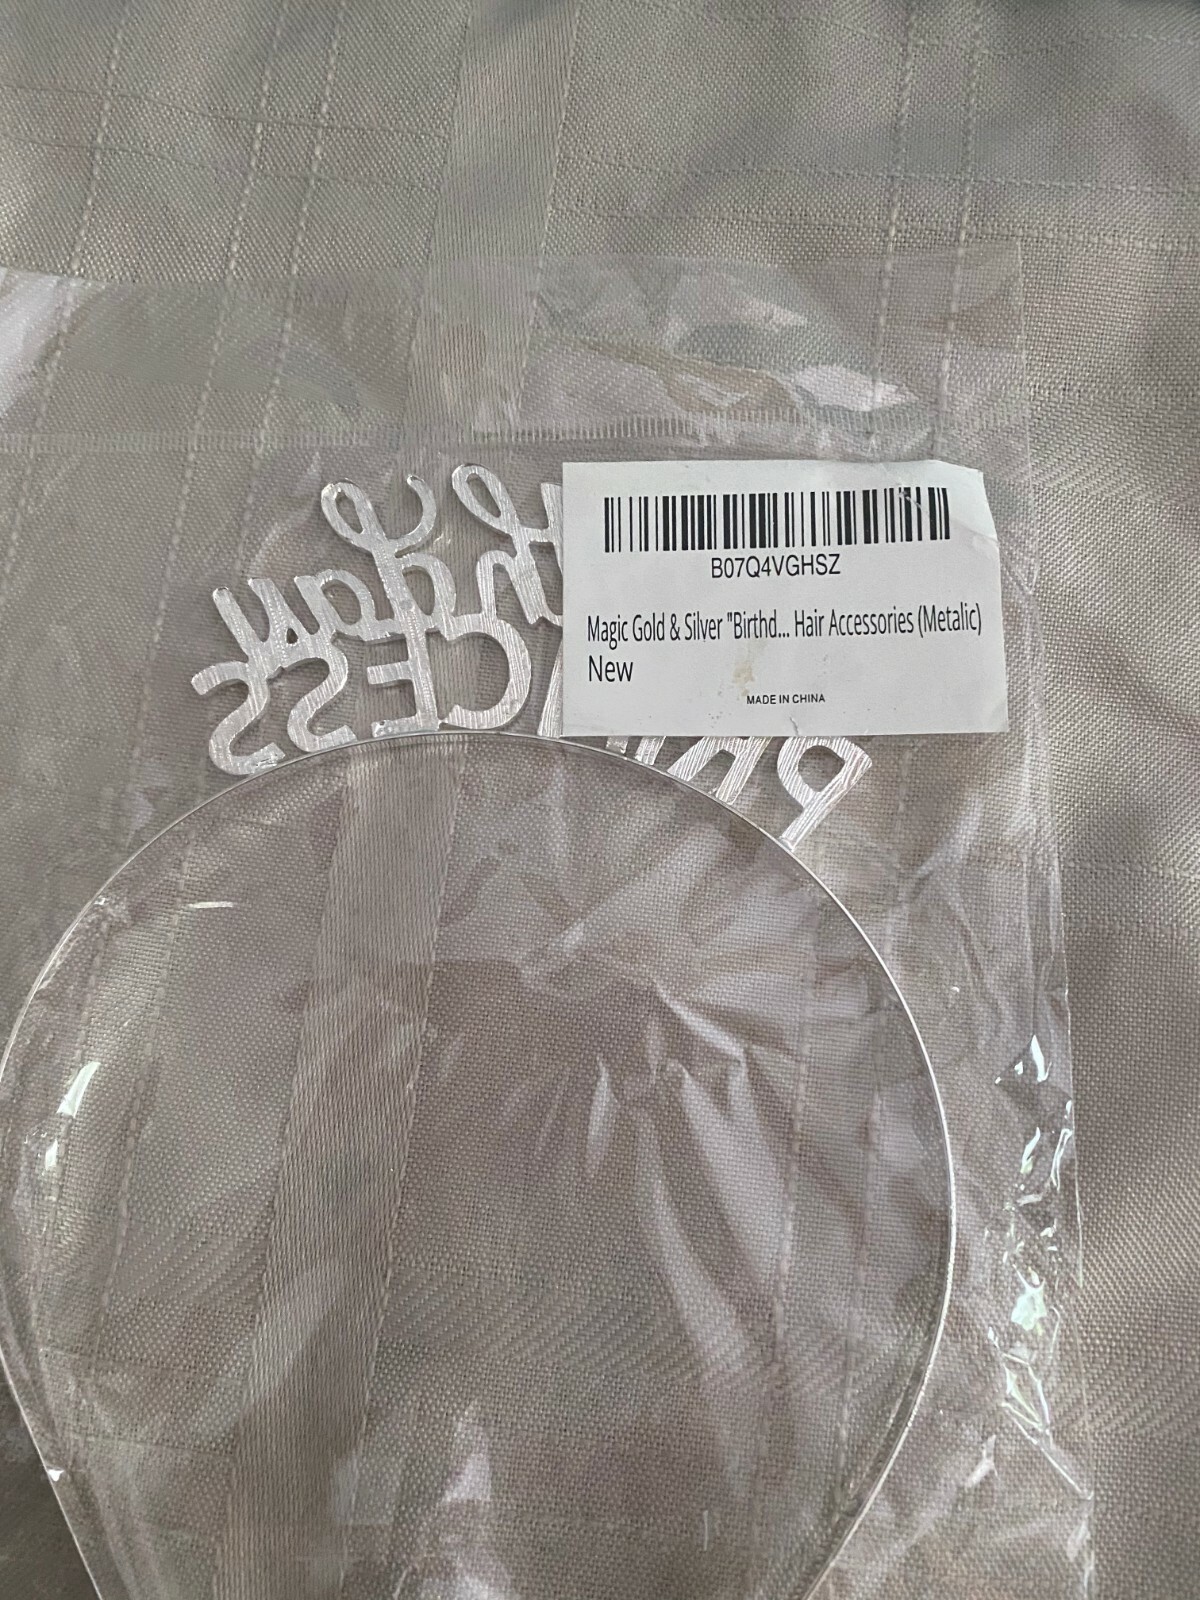 B07Q4VGHSZ
Magic Gold & Silver "Birthd... Hair Accessories (Metalic)
New
MADE IN CHINA